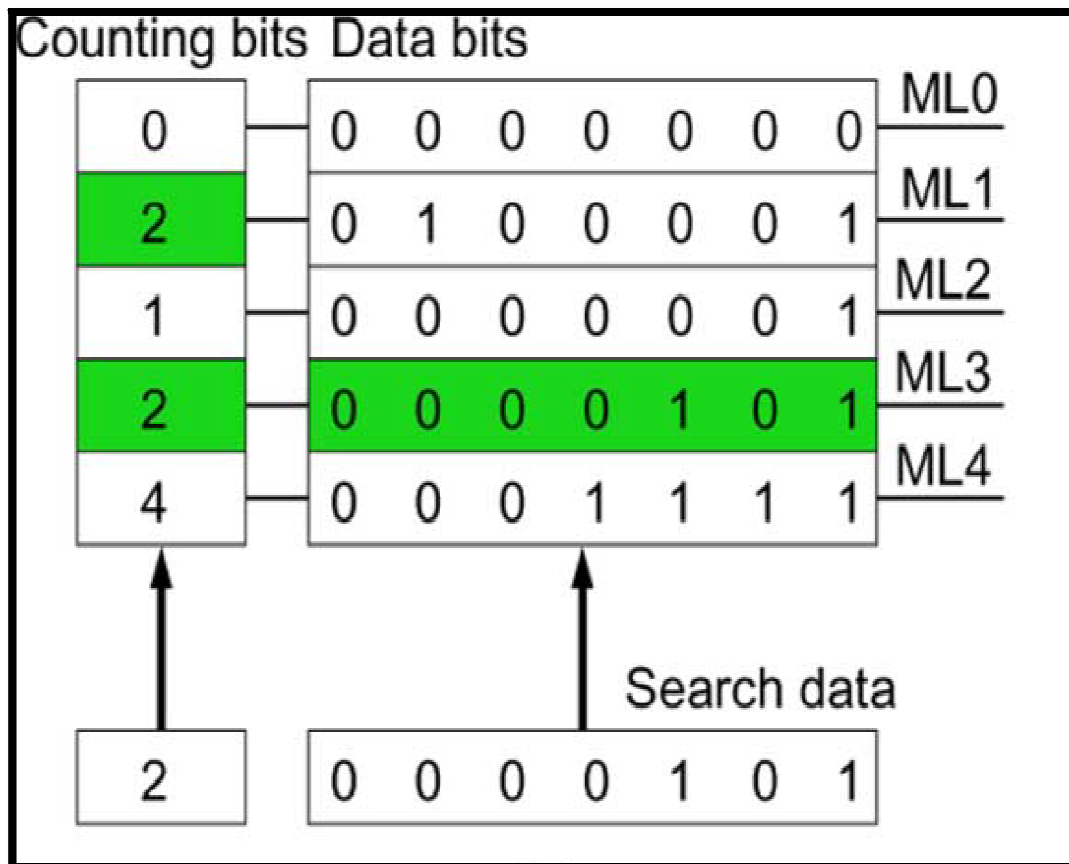 Counting bits Data bits
0 0 0 0 0 0 0 0 ML0
2 0 1 0 0 0 0 1 ML1
1 0 0 0 0 0 0 1 ML2
2 0 0 0 0 1 0 1 ML3
4 0 0 0 1 1 1 1 ML4
Search data
2 0 0 0 0 1 0 1